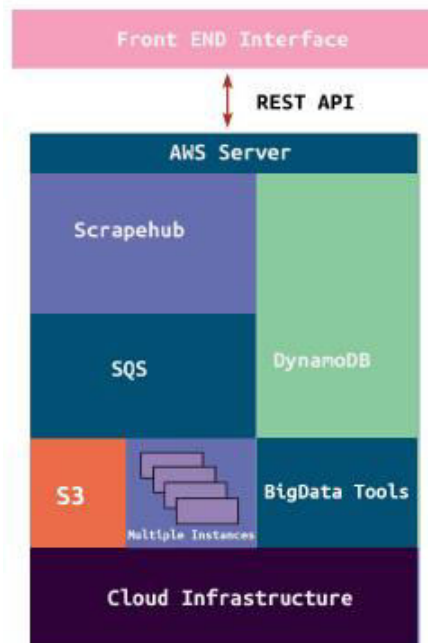 Front END Interface
REST API
AWS Server
Scrapehub
SQS
DynamoDB
S3
Multiple Instances
BigData Tools
Cloud Infrastructure